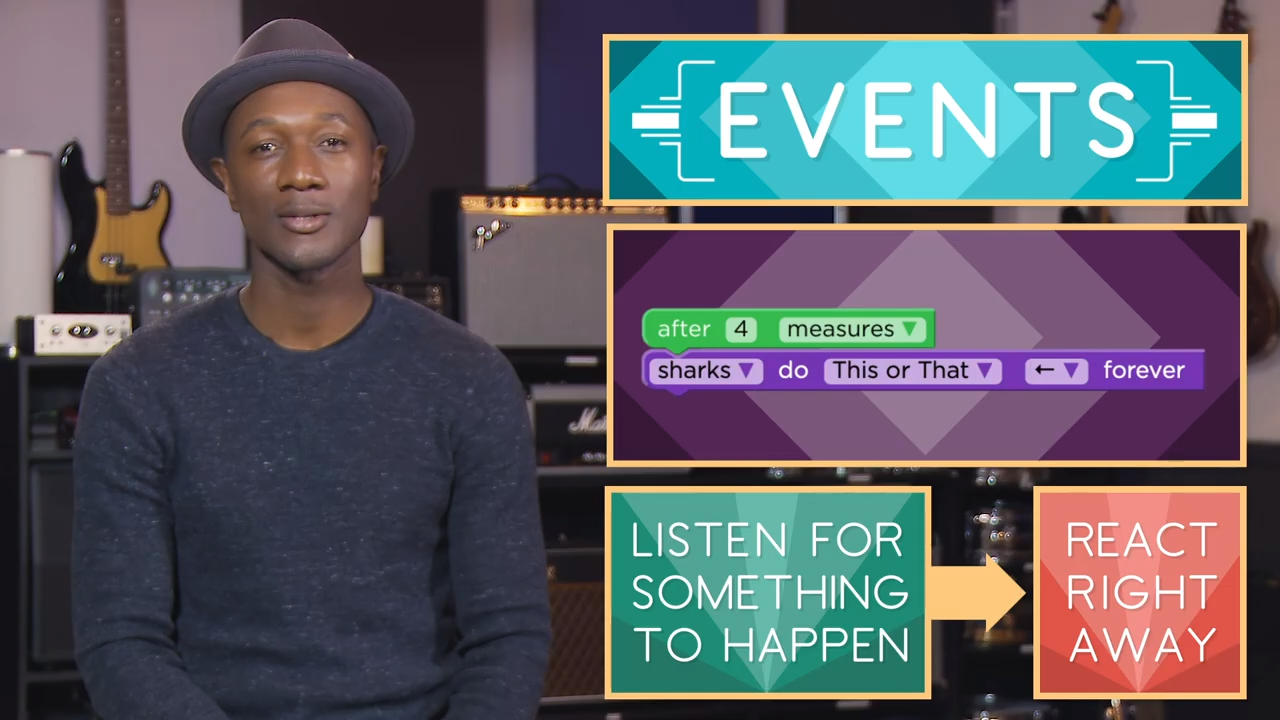 EVENTS
after 4 measures
sharks do This or That ← forever
LISTEN FOR
SOMETHING
TO HAPPEN
REACT
RIGHT
AWAY